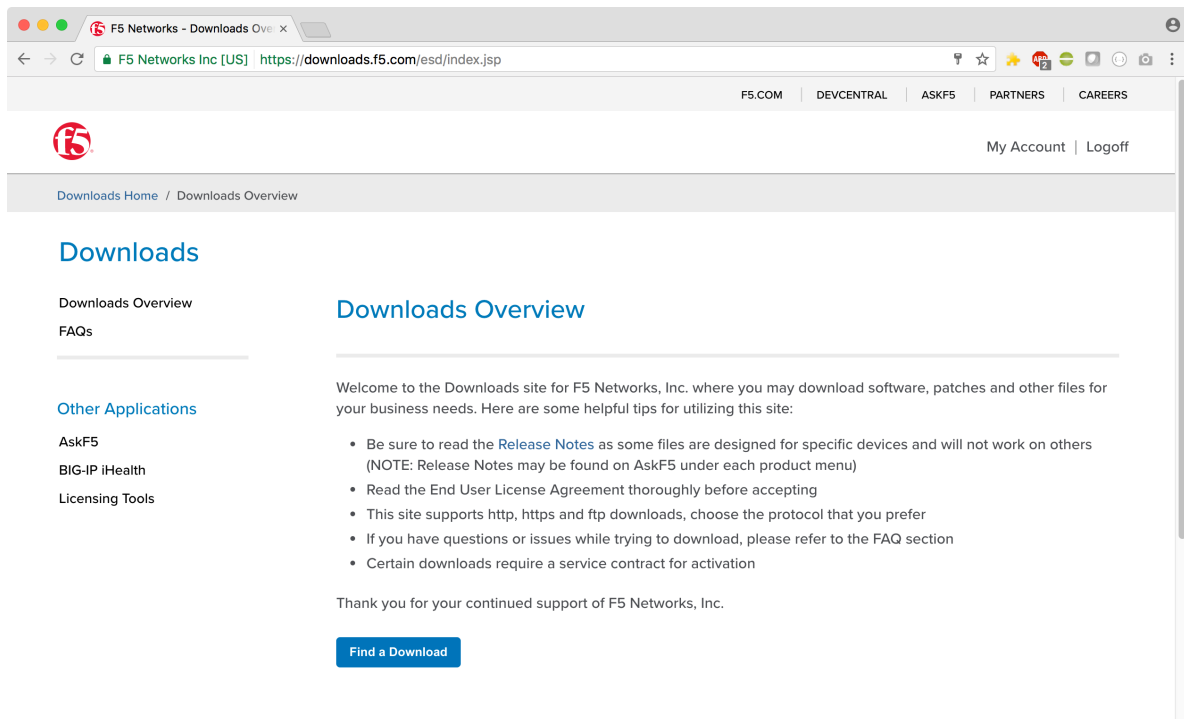 F5 Networks - Downloads Ove
F5 Networks Inc [US] https://downloads.f5.com/esd/index.jsp
2
F5.COM DEVCENTRAL ASKF5 PARTNERS CAREERS
f5
My Account | Logoff
Downloads Home / Downloads Overview
Downloads
Downloads Overview
FAQs
Other Applications
AskF5
BIG-IP iHealth
Licensing Tools
Downloads Overview
Welcome to the Downloads site for F5 Networks, Inc. where you may download software, patches and other files for
your business needs. Here are some helpful tips for utilizing this site:
• Be sure to read the Release Notes as some files are designed for specific devices and will not work on others
(NOTE: Release Notes may be found on AskF5 under each product menu)
• Read the End User License Agreement thoroughly before accepting
• This site supports http, https and ftp downloads, choose the protocol that you prefer
• If you have questions or issues while trying to download, please refer to the FAQ section
• Certain downloads require a service contract for activation
Thank you for your continued support of F5 Networks, Inc.
Find a Download